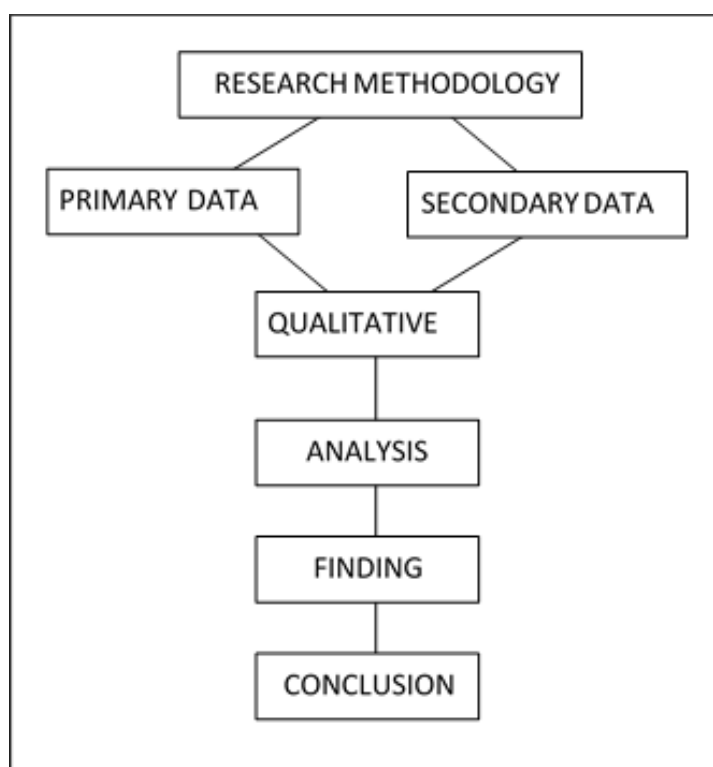 RESEARCH METHODOLOGY
PRIMARY DATA
SECONDARY DATA
QUALITATIVE
ANALYSIS
FINDING
CONCLUSION